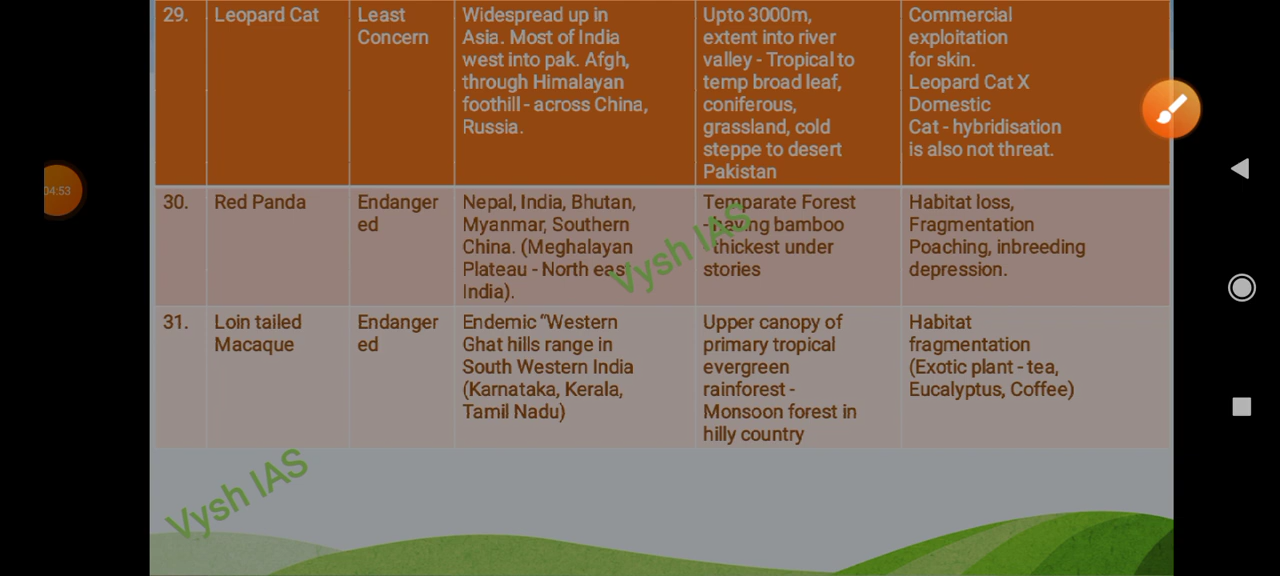 29.
Leopard Cat
Least
Concern
Widespread up in
Asia. Most of India
west into pak. Afgh,
through Himalayan
foothill - across China,
Russia.
Upto 3000m,
extent into river
valley - Tropical to
temp broad leaf,
coniferous,
grassland, cold
steppe to desert
Pakistan
Commercial
exploitation
for skin.
Leopard Cat X
Domestic
Cat - hybridisation
is also not threat.
04:53
30.
Red Panda
Endanger
ed
Nepal, India, Bhutan,
Myanmar, Southern
China. (Meghalayan
Plateau - North east
India).
Temparate Forest
- having bamboo
thickest under
stories
Habitat loss,
Fragmentation
Poaching, inbreeding
depression.
Vysh IAS
31.
Loin tailed
Macaque
Endanger
ed
Endemic “Western
Ghat hills range in
South Western India
(Karnataka, Kerala,
Tamil Nadu)
Upper canopy of
primary tropical
evergreen
rainforest -
Monsoon forest in
hilly country
Habitat
fragmentation
(Exotic plant - tea,
Eucalyptus, Coffee)
Vysh IAS